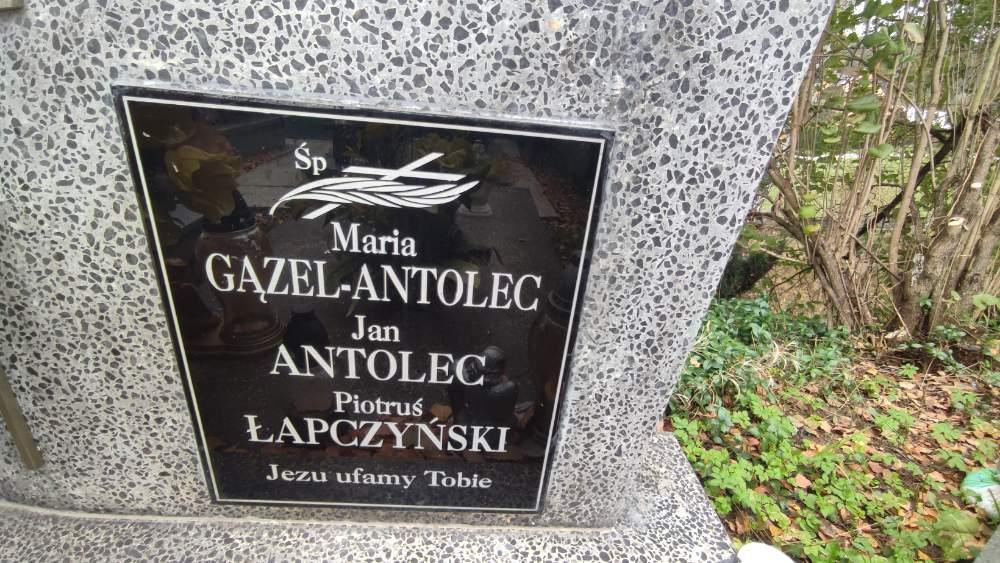 Śp
Maria
GĄZEL-ANTOLEC
Jan
ANTOLEC
Piotruś
ŁAPCZYŃSKI
Jezu ufamy Tobie